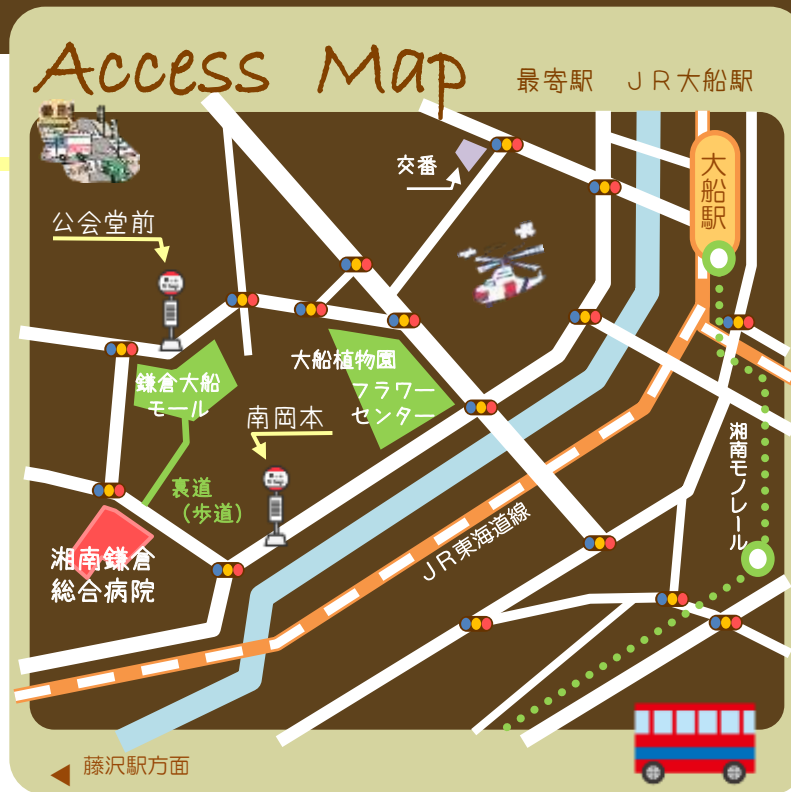 Access Map
最寄駅　ＪＲ大船駅
大船駅
交番
公会堂前
大船植物園
フラワー
センター
鎌倉大船
モール
南岡本
湘南モノレール
裏道
（歩道）
ＪＲ東海道線
湘南鎌倉
総合病院
藤沢駅方面